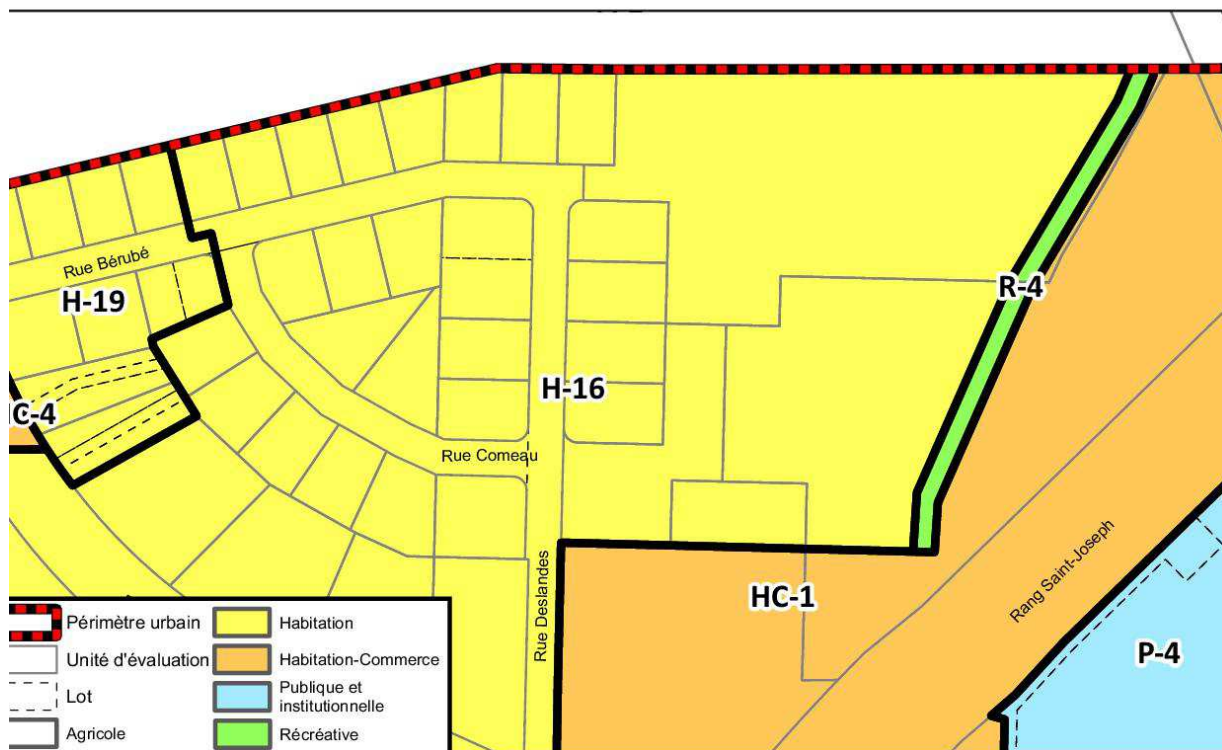 Rue Bérubé
H-19
R-4
H-16
C-4
Rue Comeau
Rang Saint-Joseph
Rue Deslandes
HC-1
P-4
Périmètre urbain
Habitation
Unité d'évaluation
Habitation-Commerce
Lot
Publique et
institutionnelle
Agricole
Récréative